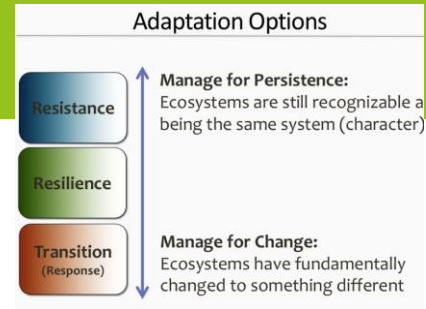 Adaptation Options
Resistance
Manage for Persistence:
Ecosystems are still recognizable a
being the same system (character)
Resilience
Transition
(Response)
Manage for Change:
Ecosystems have fundamentally
changed to something different